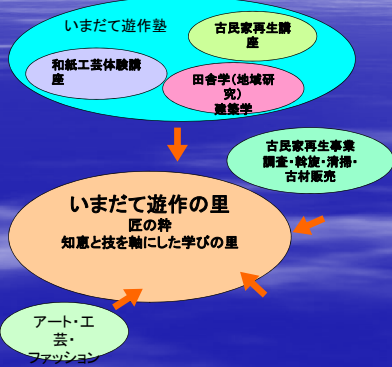 いまだて遊作塾
古民家再生講
座
和紙工芸体験講
座
田舎学（地域研
究）
建築学
古民家再生事業
調査・斡旋・清掃・
古材販売
いまだて遊作の里
匠の粋
知恵と技を軸にした学びの里
アート・工
芸・
ファッション